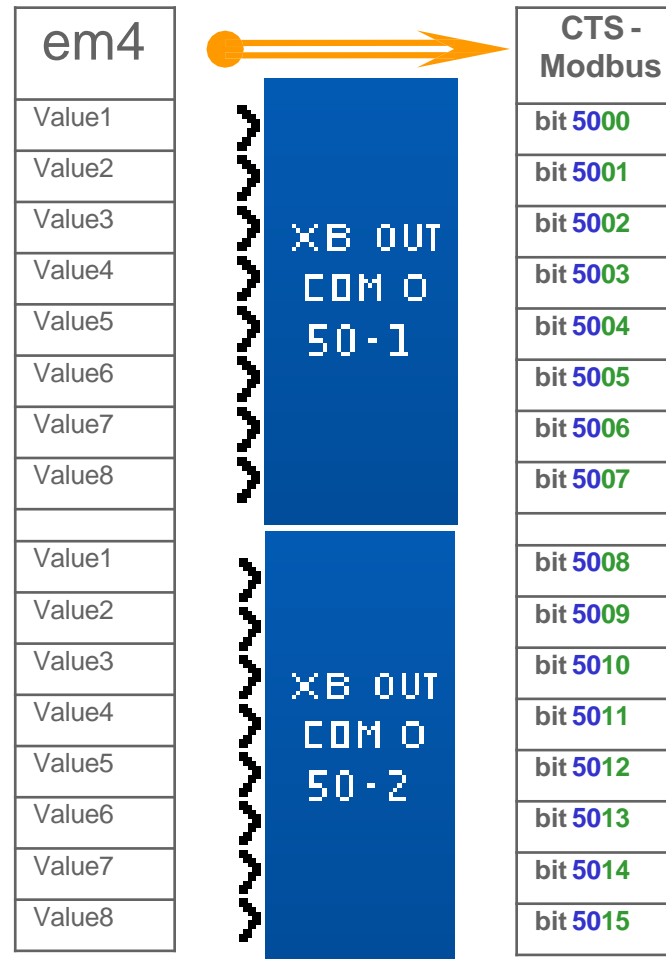 em4
CTS -
Modbus
Value1
bit 5000
Value2
bit 5001
Value3
bit 5002
Value4
bit 5003
Value5
bit 5004
Value6
bit 5005
Value7
bit 5006
Value8
bit 5007
XB OUT
COM O
50-1
Value1
bit 5008
Value2
bit 5009
Value3
bit 5010
Value4
bit 5011
Value5
bit 5012
Value6
bit 5013
Value7
bit 5014
Value8
bit 5015
XB OUT
COM O
50-2